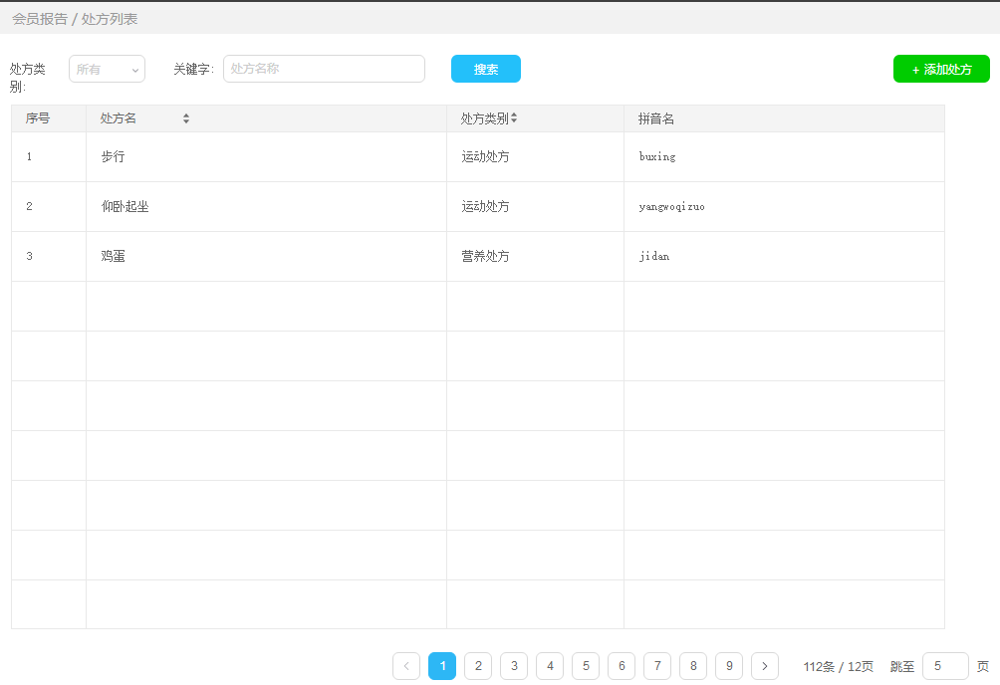 会员报告 / 处方列表
处方类别: 所有 关键字: 处方名称 搜索 + 添加处方
序号 处方名 处方类别 拼音名
1 步行 运动处方 buxing
2 仰卧起坐 运动处方 yangwoqizuo
3 鸡蛋 营养处方 jidan
< 1 2 3 4 5 6 7 8 9 > 112条 / 12页 跳至 5 页